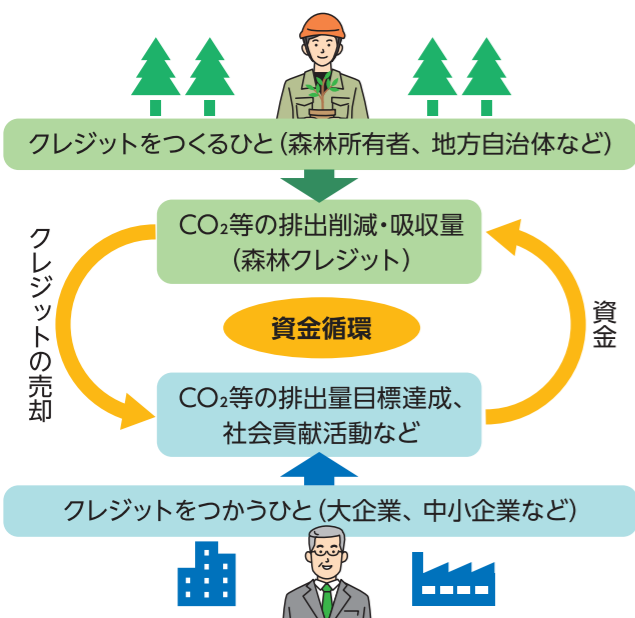 クレジットをつくるひと（森林所有者、地方自治体など）
CO₂等の排出削減・吸収量
（森林クレジット）
クレジットの売却
資金循環
資金
CO₂等の排出量目標達成、
社会貢献活動など
クレジットをつかうひと（大企業、中小企業など）